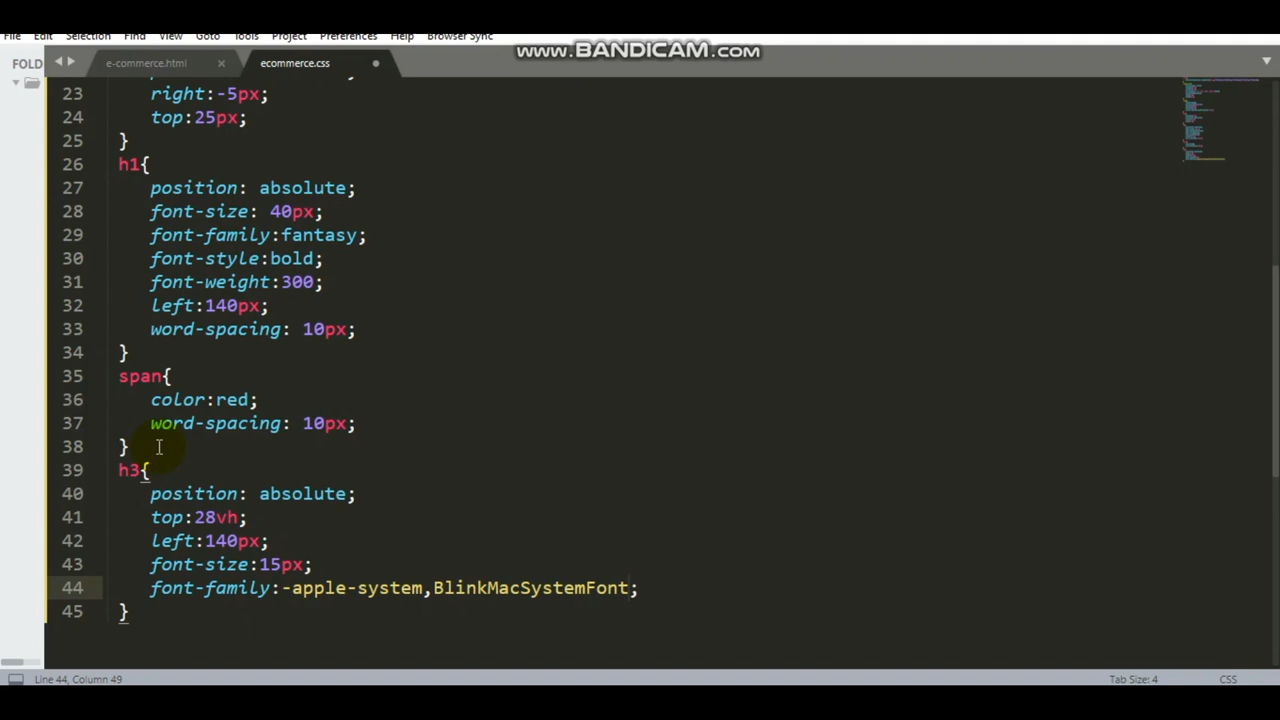 File Edit Selection Find View Goto Tools Project Preferences Help Browser Sync
www.BANDICAM.com
FOLD
e-commerce.html ×
ecommerce.css
23 right:-5px;
24 top:25px;
25 }
26 h1{
27 position: absolute;
28 font-size: 40px;
29 font-family:fantasy;
30 font-style:bold;
31 font-weight:300;
32 left:140px;
33 word-spacing: 10px;
34 }
35 span{
36 color:red;
37 word-spacing: 10px;
38 }
39 h3{
40 position: absolute;
41 top:28vh;
42 left:140px;
43 font-size:15px;
44 font-family:-apple-system,BlinkMacSystemFont;
45 }
Line 44, Column 49
Tab Size: 4
CSS